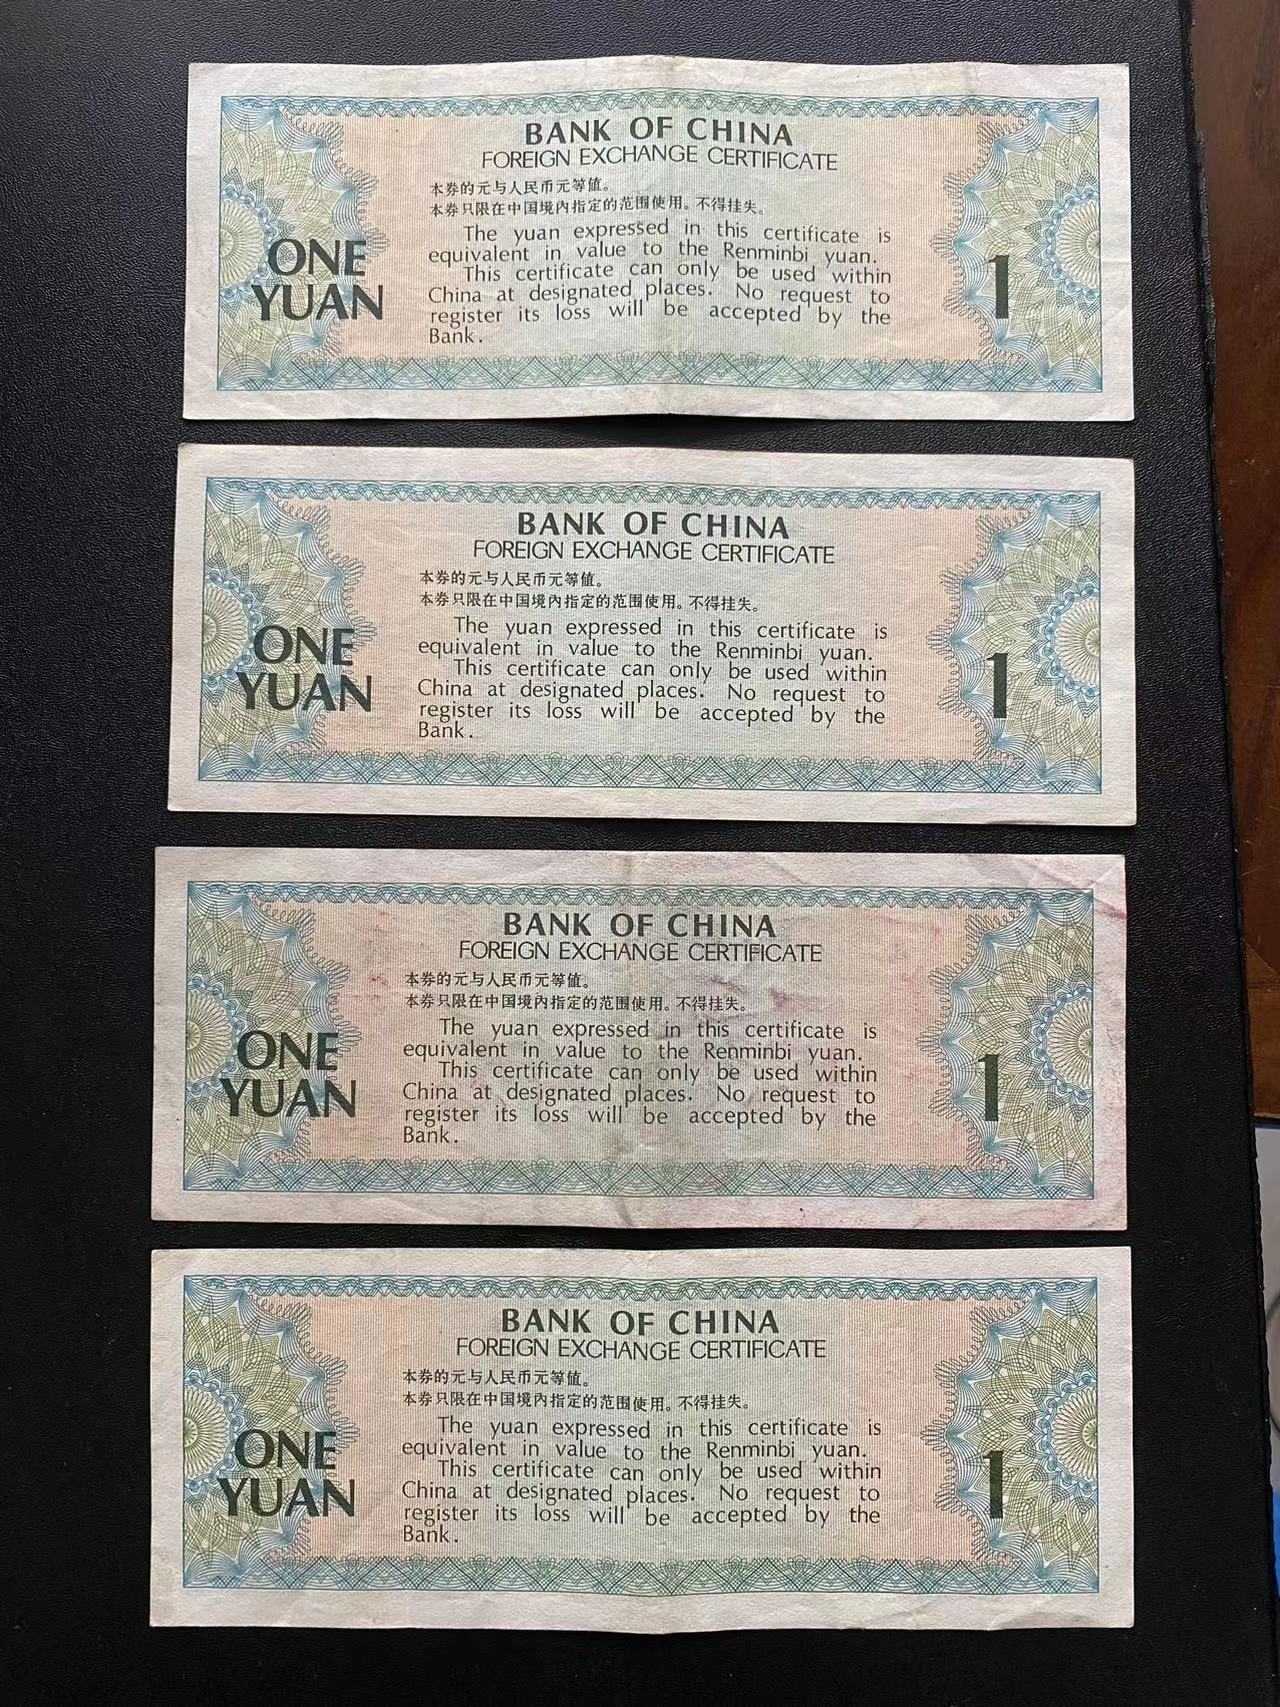 BANK OF CHINA
FOREIGN EXCHANGE CERTIFICATE
本券的元与人民币元等值。
本券只限在中国境内指定的范围使用。不得挂失。
The yuan expressed in this certificate is
equivalent in value to the Renminbi yuan.
This certificate can only be used within
China at designated places. No request to
register its loss will be accepted by the
Bank.
ONE
YUAN
1
BANK OF CHINA
FOREIGN EXCHANGE CERTIFICATE
本券的元与人民币元等值。
本券只限在中国境内指定的范围使用。不得挂失。
The yuan expressed in this certificate is
equivalent in value to the Renminbi yuan.
This certificate can only be used within
China at designated places. No request to
register its loss will be accepted by the
Bank.
ONE
YUAN
1
BANK OF CHINA
FOREIGN EXCHANGE CERTIFICATE
本券的元与人民币元等值。
本券只限在中国境内指定的范围使用。不得挂失。
The yuan expressed in this certificate is
equivalent in value to the Renminbi yuan.
This certificate can only be used within
China at designated places. No request to
register its loss will be accepted by the
Bank.
ONE
YUAN
1
BANK OF CHINA
FOREIGN EXCHANGE CERTIFICATE
本券的元与人民币元等值。
本券只限在中国境内指定的范围使用。不得挂失。
The yuan expressed in this certificate is
equivalent in value to the Renminbi yuan.
This certificate can only be used within
China at designated places. No request to
register its loss will be accepted by the
Bank.
ONE
YUAN
1